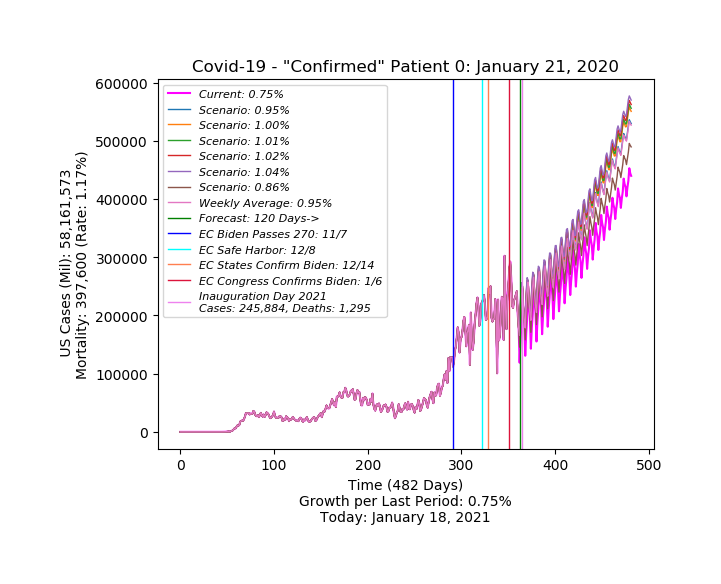 Covid-19 - "Confirmed" Patient 0: January 21, 2020
600000
500000
400000
300000
200000
100000
0
US Cases (Mil): 58,161,573
Mortality: 397,600 (Rate: 1.17%)
Current: 0.75%
Scenario: 0.95%
Scenario: 1.00%
Scenario: 1.01%
Scenario: 1.02%
Scenario: 1.04%
Scenario: 0.86%
Weekly Average: 0.95%
Forecast: 120 Days->
EC Biden Passes 270: 11/7
EC Safe Harbor: 12/8
EC States Confirm Biden: 12/14
EC Congress Confirms Biden: 1/6
Inauguration Day 2021
Cases: 245,884, Deaths: 1,295
0 100 200 300 400 500
Time (482 Days)
Growth per Last Period: 0.75%
Today: January 18, 2021